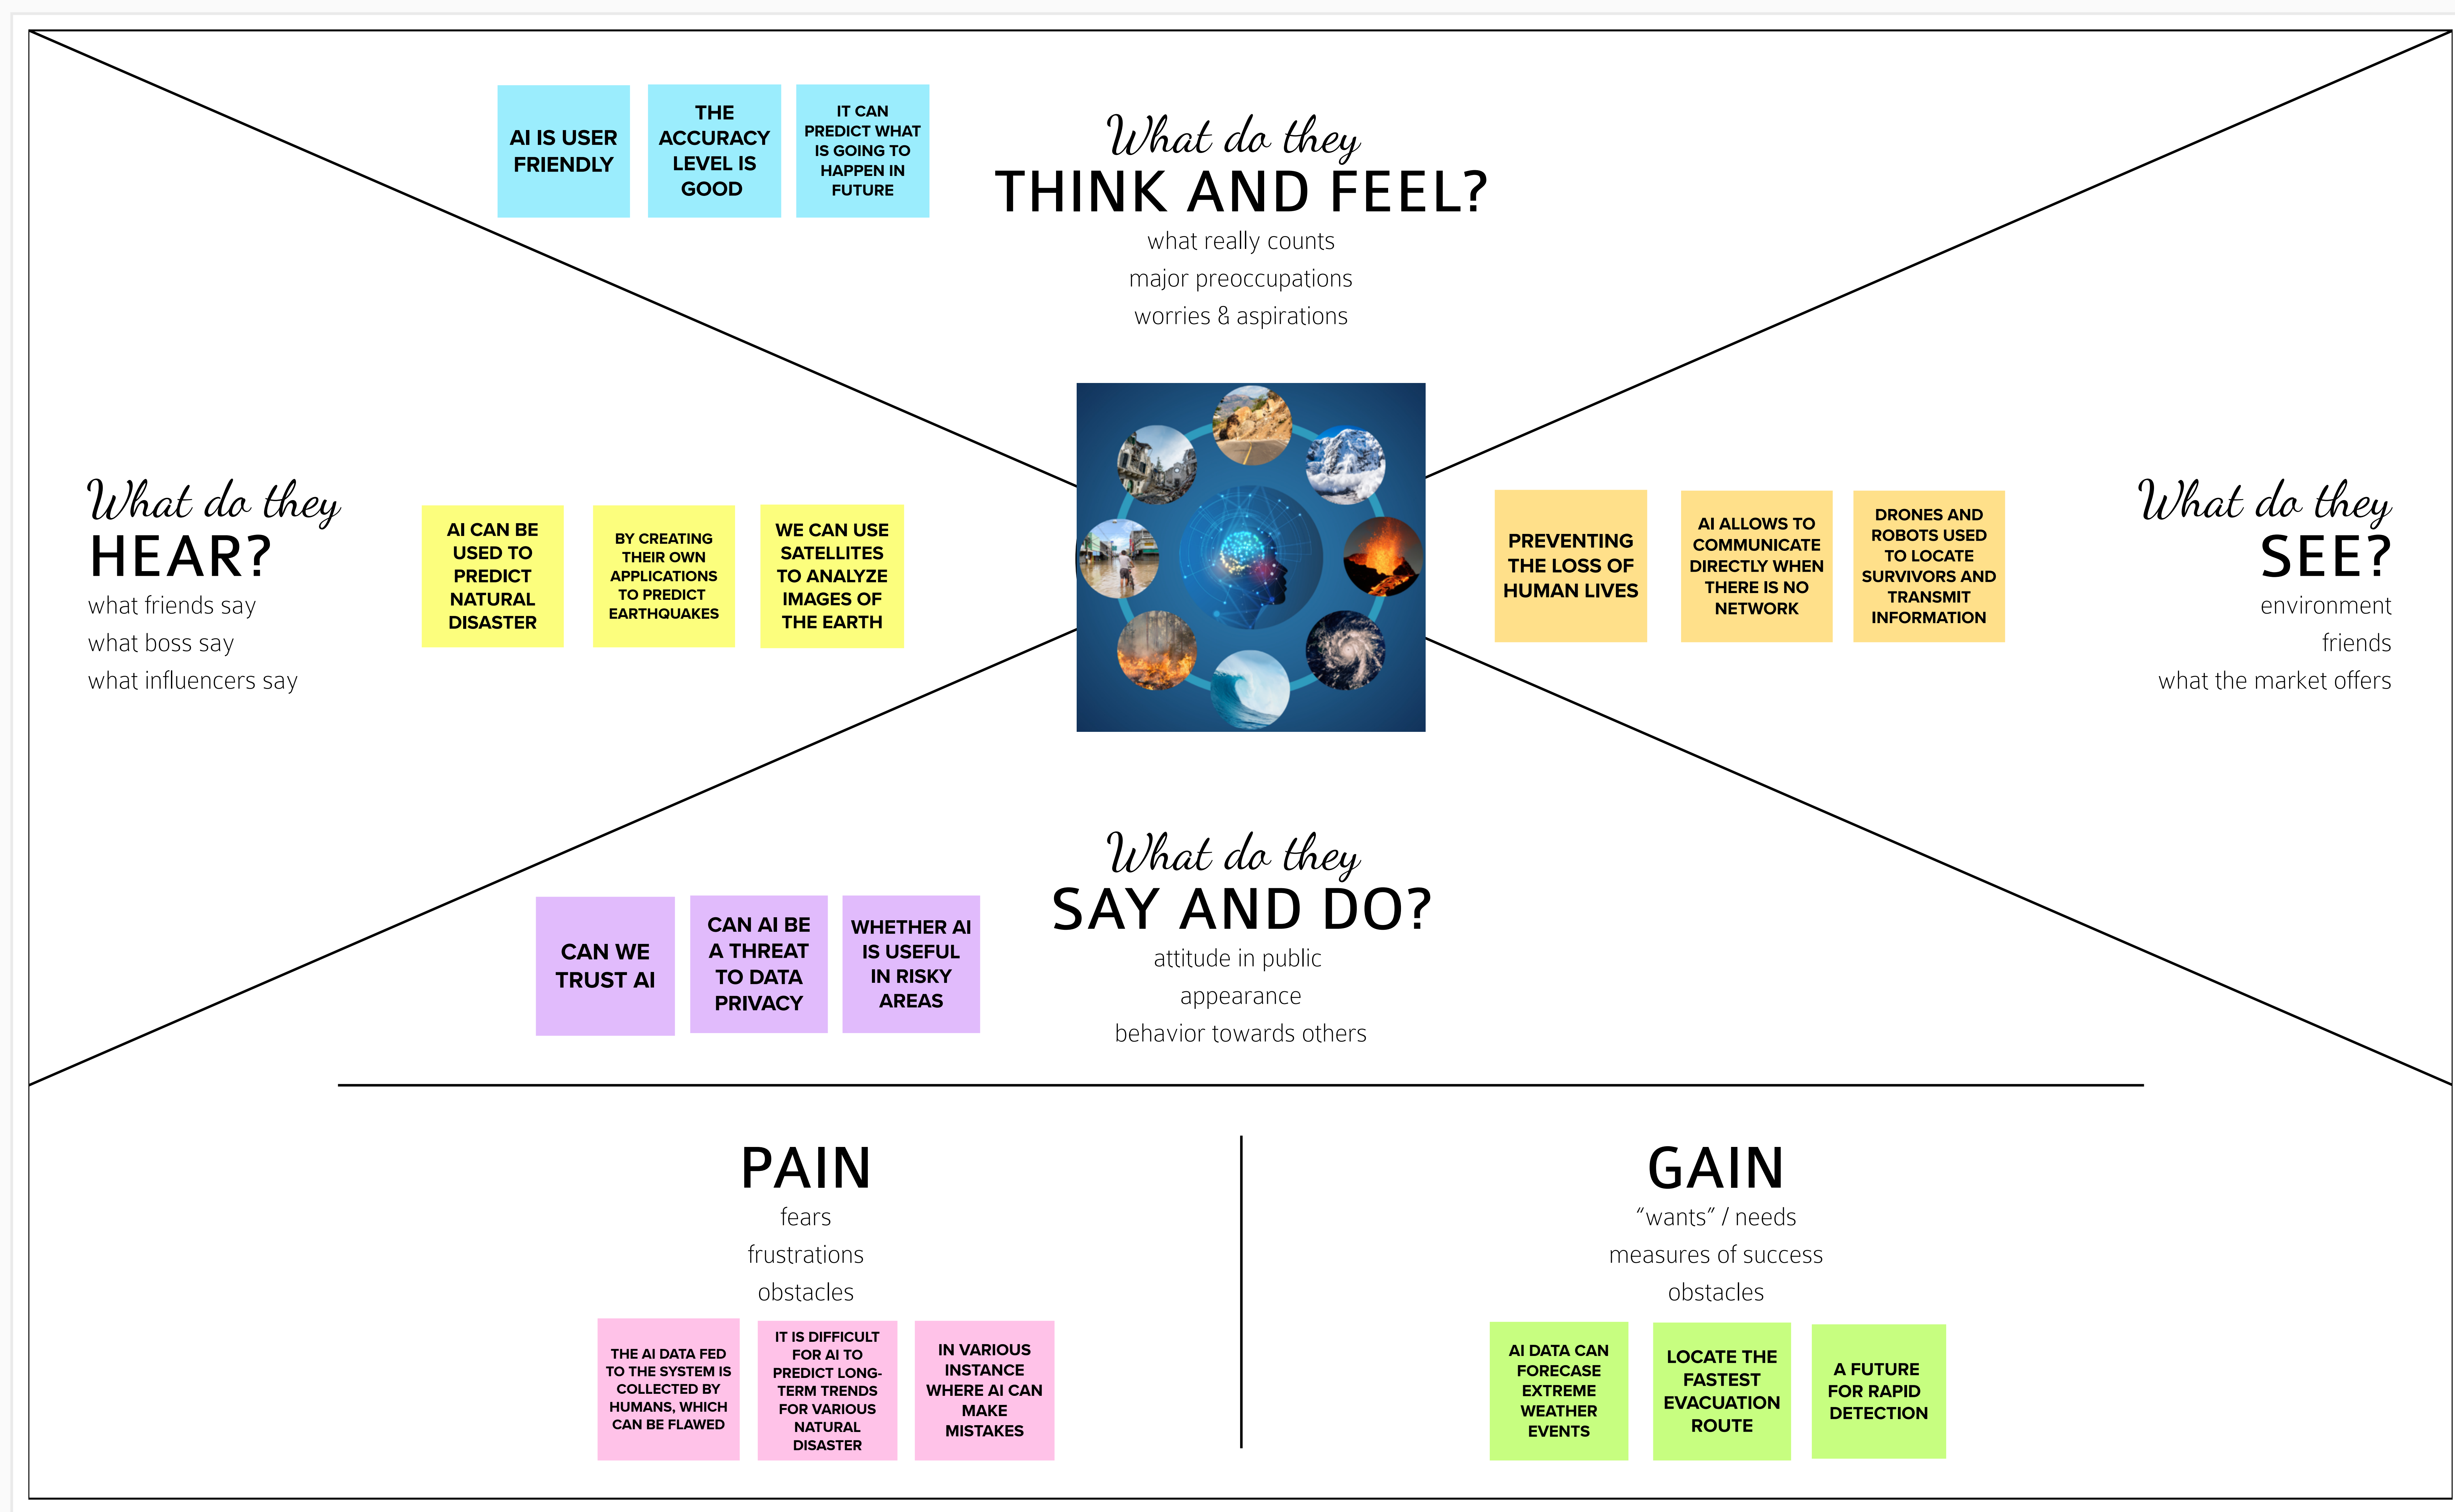 AI IS USER
FRIENDLY
THE
ACCURACY
LEVEL IS
GOOD
IT CAN
PREDICT WHAT
IS GOING TO
HAPPEN IN
FUTURE
What do they
THINK AND FEEL?
what really counts
major preoccupations
worries & aspirations
What do they
HEAR?
what friends say
what boss say
what influencers say
AI CAN BE
USED TO
PREDICT
NATURAL
DISASTER
BY CREATING
THEIR OWN
APPLICATIONS
TO PREDICT
EARTHQUAKES
WE CAN USE
SATELLITES
TO ANALYZE
IMAGES OF
THE EARTH
PREVENTING
THE LOSS OF
HUMAN LIVES
AI ALLOWS TO
COMMUNICATE
DIRECTLY WHEN
THERE IS NO
NETWORK
DRONES AND
ROBOTS USED
TO LOCATE
SURVIVORS AND
TRANSMIT
INFORMATION
What do they
SEE?
environment
friends
what the market offers
CAN WE
TRUST AI
CAN AI BE
A THREAT
TO DATA
PRIVACY
WHETHER AI
IS USEFUL
IN RISKY
AREAS
What do they
SAY AND DO?
attitude in public
appearance
behavior towards others
PAIN
fears
frustrations
obstacles
THE AI DATA FED
TO THE SYSTEM IS
COLLECTED BY
HUMANS, WHICH
CAN BE FLAWED
IT IS DIFFICULT
FOR AI TO
PREDICT LONG-
TERM TRENDS
FOR VARIOUS
NATURAL
DISASTER
IN VARIOUS
INSTANCE
WHERE AI CAN
MAKE
MISTAKES
GAIN
“wants” / needs
measures of success
obstacles
AI DATA CAN
FORECASE
EXTREME
WEATHER
EVENTS
LOCATE THE
FASTEST
EVACUATION
ROUTE
A FUTURE
FOR RAPID
DETECTION